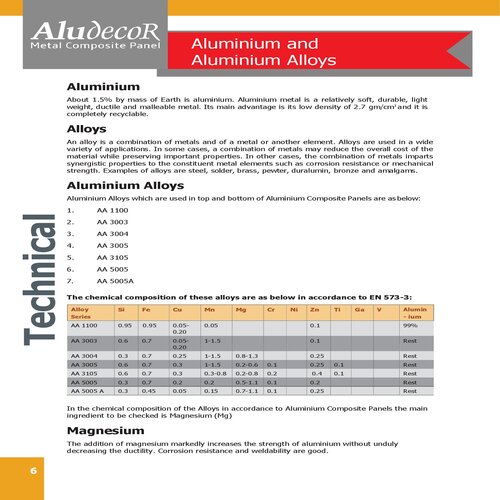 ALUDECOR
Metal Composite Panel
Aluminium and
Aluminium Alloys
Aluminium
About 1.5% by mass of Earth is aluminium. Aluminium metal is a relatively soft, durable, light
weight, ductile and malleable metal. Its main advantage is its low density of 2.7 gm/cm³ and it is
completely recyclable.
Alloys
An alloy is a combination of metals and of a metal or another element. Alloys are used in a wide
variety of applications. In some cases, a combination of metals may reduce the overall cost of the
material while preserving important properties. In other cases, the combination of metals imparts
synergistic properties to the constituent metal elements such as corrosion resistance or mechanical
strength. Examples of alloys are steel, solder, brass, pewter, duralumin, bronze and amalgams.
Aluminium Alloys
Aluminium Alloys which are used in top and bottom of Aluminium Composite Panels are asbelow:
1. AA 1100
2. AA 3003
3. AA 3004
4. AA 3005
5. AA 3105
6. AA 5005
7. AA 5005A
Technical
The chemical composition of these alloys are as below in accordance to EN 573-3:
Alloy Si Fe Cu Mn Mg Cr Ni Zn Ti Ga V Alumin
Series - ium
AA 1100 0.95 0.95 0.05- 0.05 0.1 99%
0.20
AA 3003 0.6 0.7 0.05- 1-1.5 0.1 Rest
0.20
AA 3004 0.3 0.7 0.25 1-1.5 0.8-1.3 0.25 Rest
AA 3005 0.6 0.7 0.3 1-1.5 0.2-0.6 0.1 0.25 0.1 Rest
AA 3105 0.6 0.7 0.3 0.3-0.8 0.2-0.8 0.2 0.4 0.1 Rest
AA 5005 0.3 0.7 0.2 0.2 0.5-1.1 0.1 0.2 Rest
AA 5005 A 0.3 0.45 0.05 0.15 0.7-1.1 0.1 0.25 Rest
In the chemical composition of the Alloys in accordance to Aluminium Composite Panels the main
ingredient to be checked is Magnesium (Mg)
Magnesium
The addition of magnesium markedly increases the strength of aluminium without unduly
decreasing the ductility. Corrosion resistance and weldability are good.
6